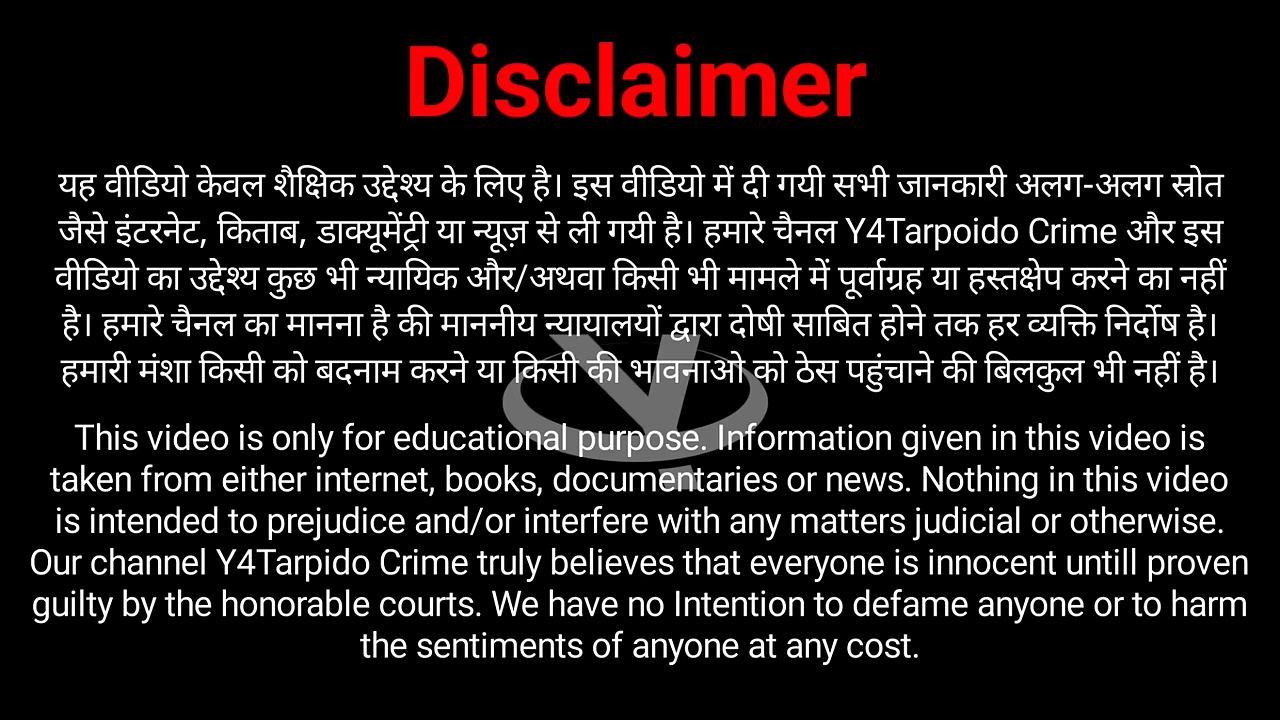 Disclaimer
यह वीडियो केवल शैक्षिक उद्देश्य के लिए है। इस वीडियो में दी गयी सभी जानकारी अलग-अलग स्रोत
जैसे इंटरनेट, किताब, डाक्यूमेंट्री या न्यूज़ से ली गयी है। हमारे चैनल Y4Tarpoido Crime और इस
वीडियो का उद्देश्य कुछ भी न्यायिक और/अथवा किसी भी मामले में पूर्वाग्रह या हस्तक्षेप करने का नहीं
है। हमारे चैनल का मानना है की माननीय न्यायालयों द्वारा दोषी साबित होने तक हर व्यक्ति निर्दोष है।
हमारी मंशा किसी को बदनाम करने या किसी की भावनाओ को ठेस पहुंचाने की बिलकुल भी नहीं है।
This video is only for educational purpose. Information given in this video is
taken from either internet, books, documentaries or news. Nothing in this video
is intended to prejudice and/or interfere with any matters judicial or otherwise.
Our channel Y4Tarpido Crime truly believes that everyone is innocent untill proven
guilty by the honorable courts. We have no Intention to defame anyone or to harm
the sentiments of anyone at any cost.